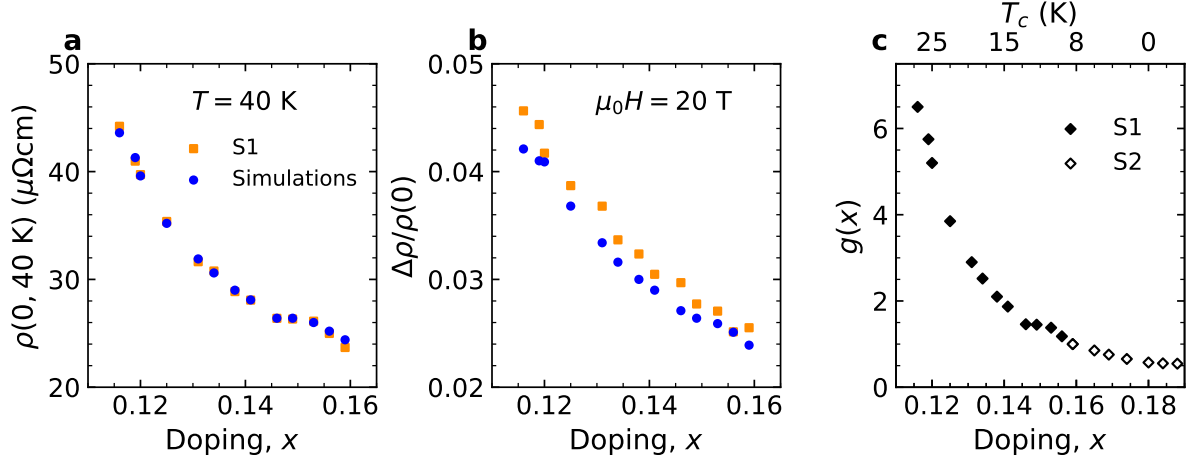 a
50
40
30
20
0.12
0.14
0.16
ρ(0, 40 K) (μΩcm)
Doping, x
T = 40 K
S1
Simulations
b
0.05
0.04
0.03
0.02
0.12
0.14
0.16
Δρ/ρ(0)
Doping, x
μ₀H = 20 T
c
T_c (K)
25
15
8
0
6
4
2
0
0.12
0.14
0.16
0.18
g(x)
Doping, x
S1
S2